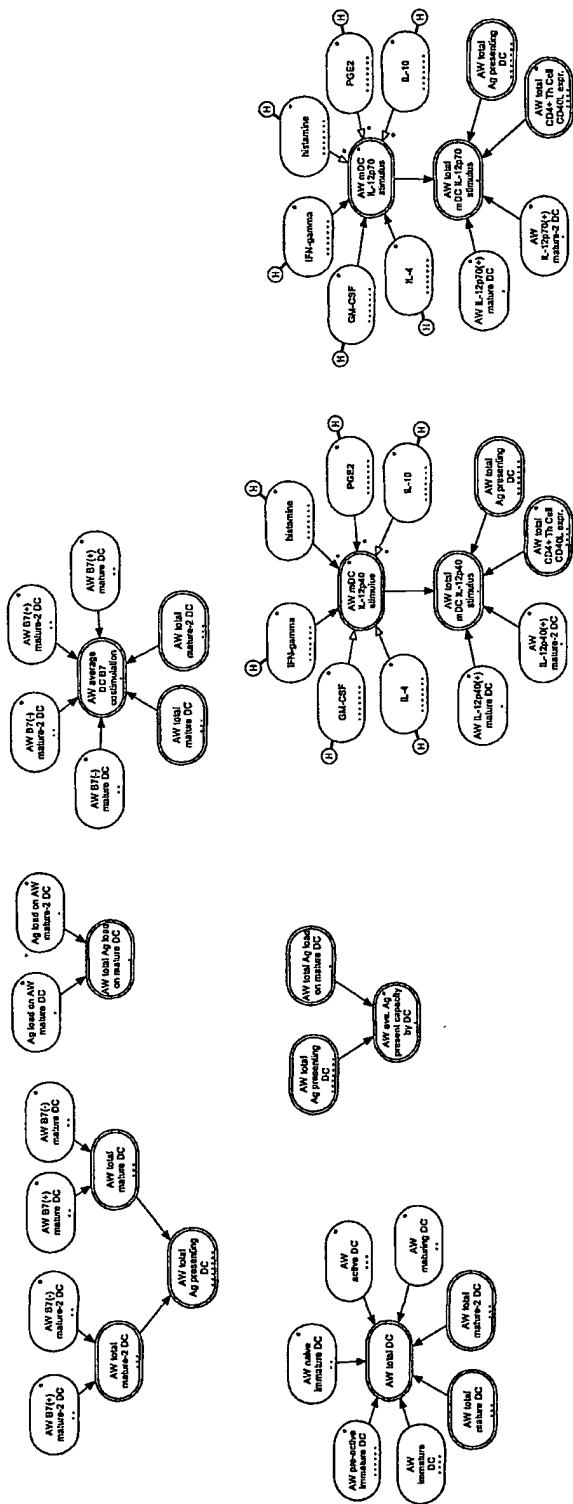 AW B7(+)
mature-2 DC
AW B7(-)
mature-2 DC
AW B7(+)
mature DC
AW B7(-)
mature DC
AW total
mature-2 DC
AW total
mature DC
AW total
Ag presenting
DC
Ag load on AW
mature DC
Ag load on AW
mature-2 DC
AW total Ag load
on mature DC
AW B7(-)
mature DC
AW B7(-)
mature-2 DC
AW B7(+)
mature-2 DC
AW B7(+)
mature DC
AW average
DC B7
costimulation
AW total
mature DC
AW total
mature-2 DC
AW pre-active
immature DC
AW naive
immature DC
AW
active DC
AW
maturing DC
AW total DC
AW
immature DC
AW total
mature DC
AW total
mature-2 DC
AW total
Ag presenting
DC
AW total Ag load
on mature DC
AW ave. Ag
present capacity
by DC
H
IFN-gamma
H
histamine
H
GM-CSF
H
PGE2
AW mDC
IL-12p40
stimulus
H
IL-4
H
IL-10
AW IL-12p40(+)
mature DC
AW total
mDC IL-12p40
stimulus
AW total
Ag presenting
DC
AW
IL-12p40(+)
mature-2 DC
AW total
CD4+ Th Cell
CD40L expr.
H
IFN-gamma
H
histamine
H
GM-CSF
H
PGE2
AW mDC
IL-12p70
stimulus
H
IL-4
H
IL-10
AW IL-12p70(+)
mature DC
AW total
mDC IL-12p70
stimulus
AW total
Ag presenting
DC
AW
IL-12p70(+)
mature-2 DC
AW total
CD4+ Th Cell
CD40L expr.